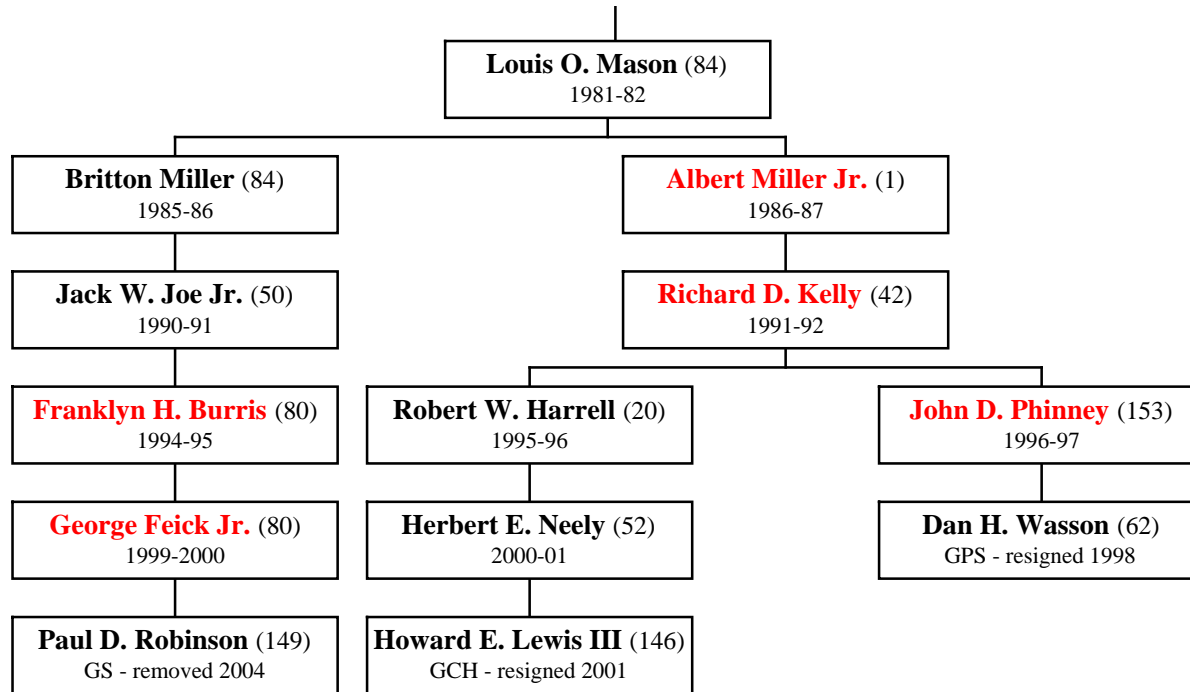 Louis O. Mason (84)
1981-82
Britton Miller (84)
1985-86
Albert Miller Jr. (1)
1986-87
Jack W. Joe Jr. (50)
1990-91
Richard D. Kelly (42)
1991-92
Franklyn H. Burris (80)
1994-95
Robert W. Harrell (20)
1995-96
John D. Phinney (153)
1996-97
George Feick Jr. (80)
1999-2000
Herbert E. Neely (52)
2000-01
Dan H. Wasson (62)
GPS - resigned 1998
Paul D. Robinson (149)
GS - removed 2004
Howard E. Lewis III (146)
GCH - resigned 2001